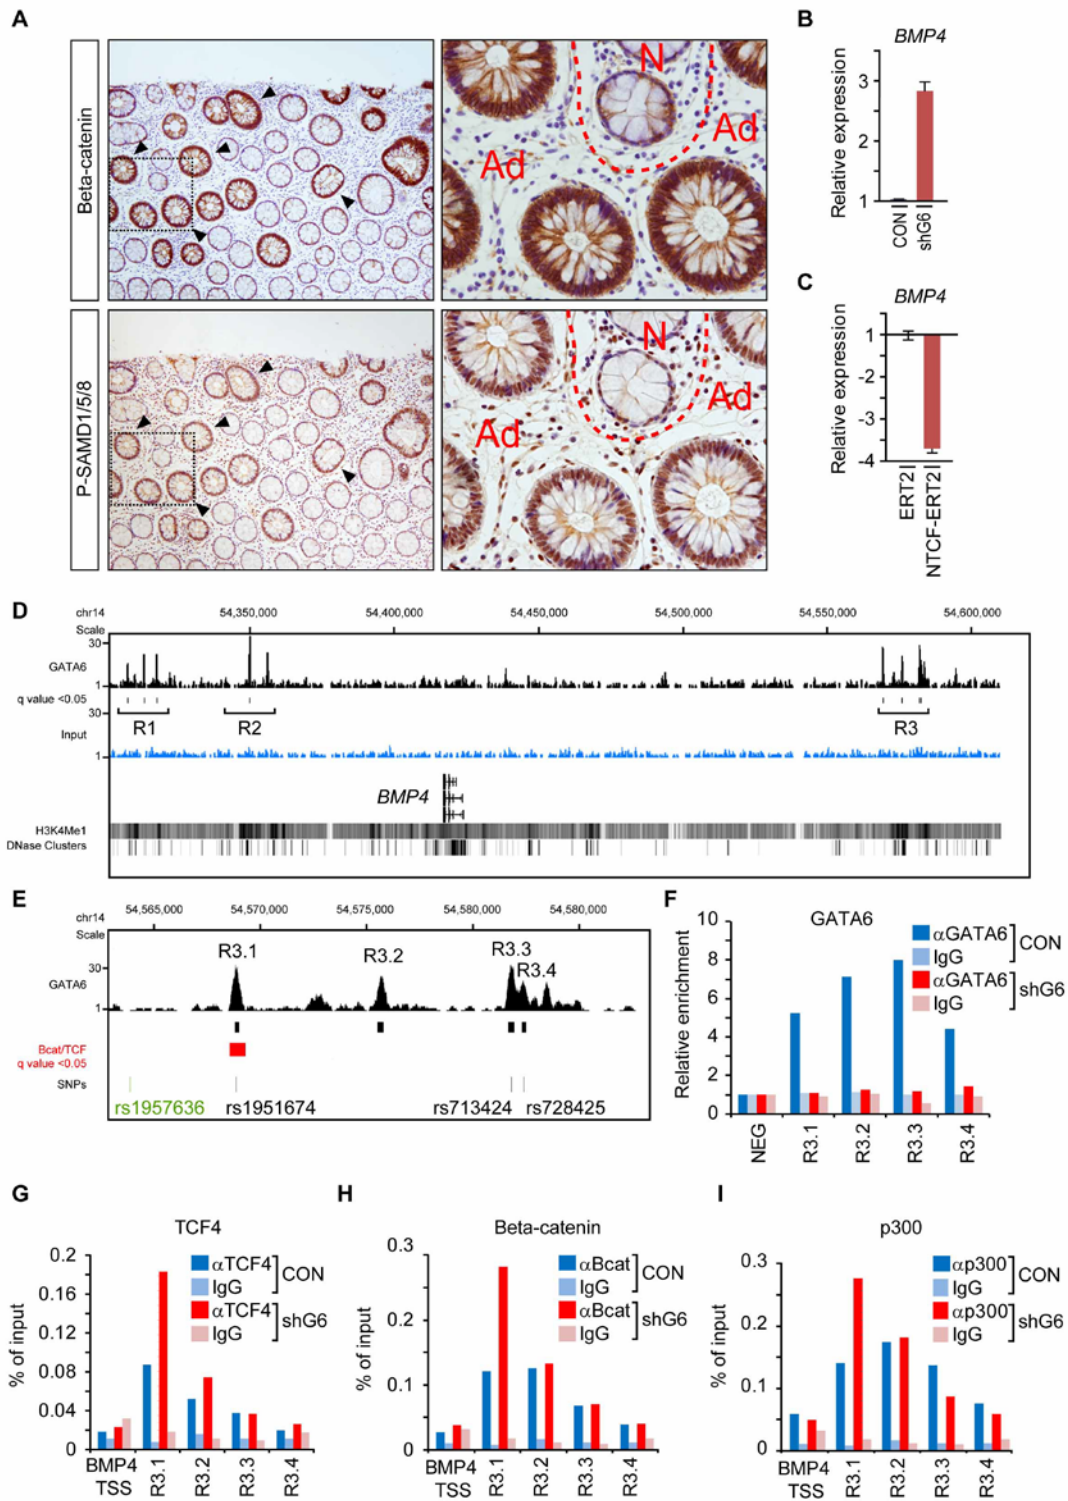 A
Beta-catenin
N
Ad
Ad
P-SAMD1/5/8
N
Ad
Ad
B
BMP4
Relative expression
3
2
1
CON
shG6
C
BMP4
Relative expression
1
-2
-3
-4
ERT2
NTCF-ERT2
D
chr14
54,350,000 54,400,000 54,450,000 54,500,000 54,550,000 54,600,000
Scale
30
GATA6
1
q value <0.05
30
R1 R2 R3
Input
1
BMP4
H3K4Me1
DNase Clusters
E
chr14
54,565,000 54,570,000 54,575,000 54,580,000 54,580,000
Scale
R3.1 R3.2 R3.3 R3.4
30
GATA6
1
Bcat/TCF
q value <0.05
SNPs
rs1957636 rs1951674 rs713424 rs728425
F
GATA6
Relative enrichment
10
8
6
4
2
0
αGATA6
IgG
CON
αGATA6
IgG
shG6
NEG R3.1 R3.2 R3.3 R3.4
G
TCF4
% of input
0.2
0.16
0.12
0.08
0.04
0
αTCF4
IgG
CON
αTCF4
IgG
shG6
BMP4 TSS R3.1 R3.2 R3.3 R3.4
H
Beta-catenin
% of input
0.3
0.2
0.1
0
αBcat
IgG
CON
αBcat
IgG
shG6
BMP4 TSS R3.1 R3.2 R3.3 R3.4
I
p300
% of input
0.3
0.2
0.1
0
αp300
IgG
CON
αp300
IgG
shG6
BMP4 TSS R3.1 R3.2 R3.3 R3.4